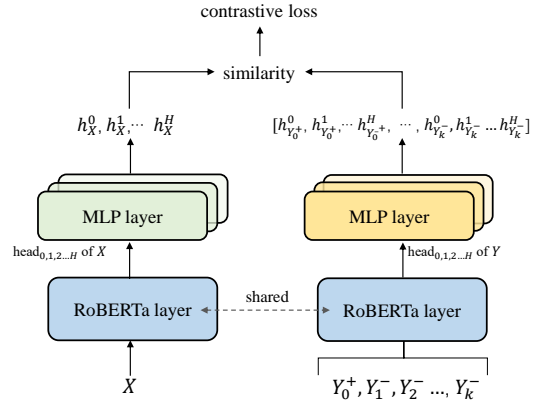 contrastive loss
similarity
h_X^0, h_X^1,⋯ h_X^H
[h_{Y_0^+}^0, h_{Y_0^+}^1,⋯ h_{Y_0^+}^H, ⋯, h_{Y_k^-}^0, h_{Y_k^-}^1 … h_{Y_k^-}^H]
MLP layer
MLP layer
head_{0,1,2…H} of X
head_{0,1,2…H} of Y
RoBERTa layer
shared
RoBERTa layer
X
Y_0^+, Y_1^-, Y_2^- …, Y_k^-